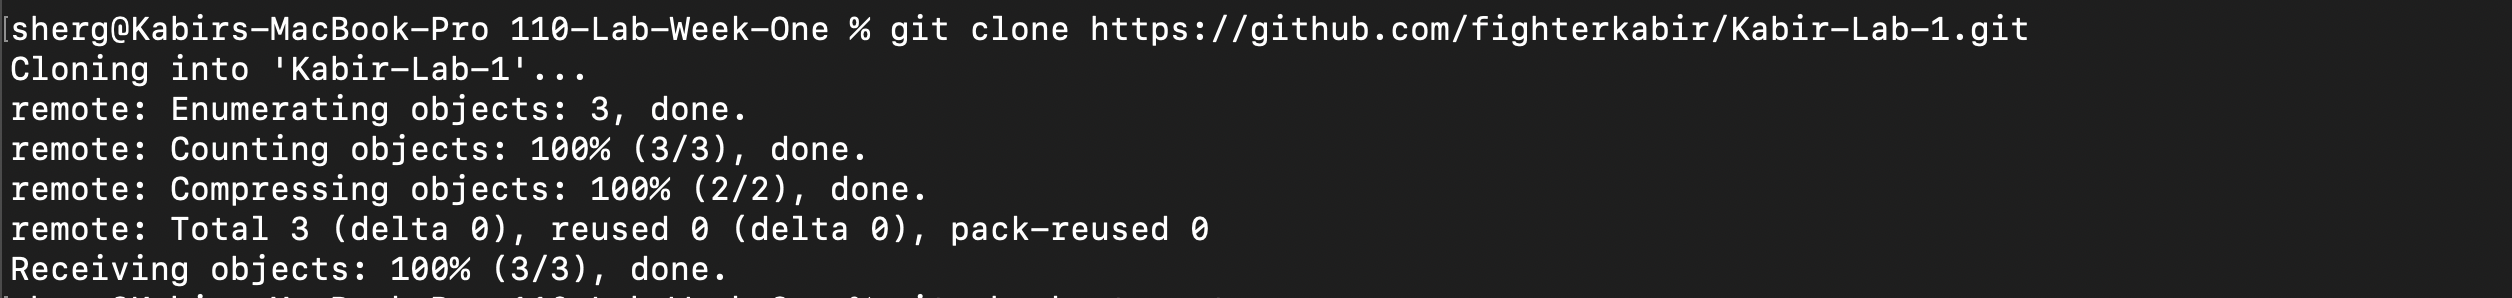 [sherg@Kabirs-MacBook-Pro 110-Lab-Week-One % git clone https://github.com/fighterkabir/Kabir-Lab-1.git
Cloning into 'Kabir-Lab-1'...
remote: Enumerating objects: 3, done.
remote: Counting objects: 100% (3/3), done.
remote: Compressing objects: 100% (2/2), done.
remote: Total 3 (delta 0), reused 0 (delta 0), pack-reused 0
Receiving objects: 100% (3/3), done.